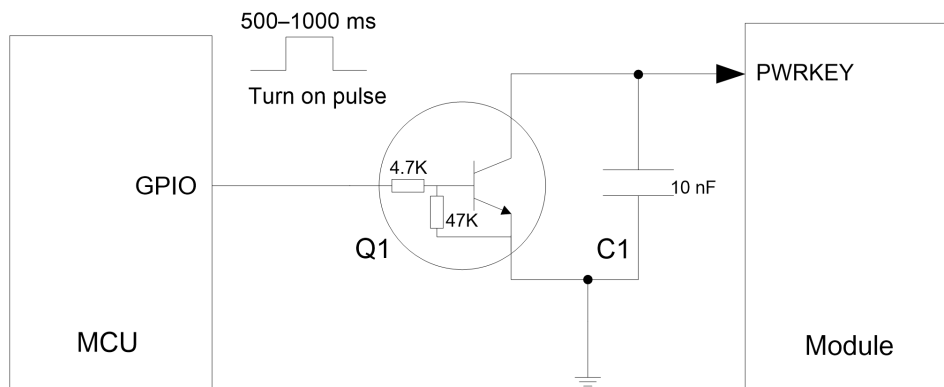 500–1000 ms
Turn on pulse
PWRKEY
4.7K
GPIO
10 nF
47K
Q1
C1
MCU
Module